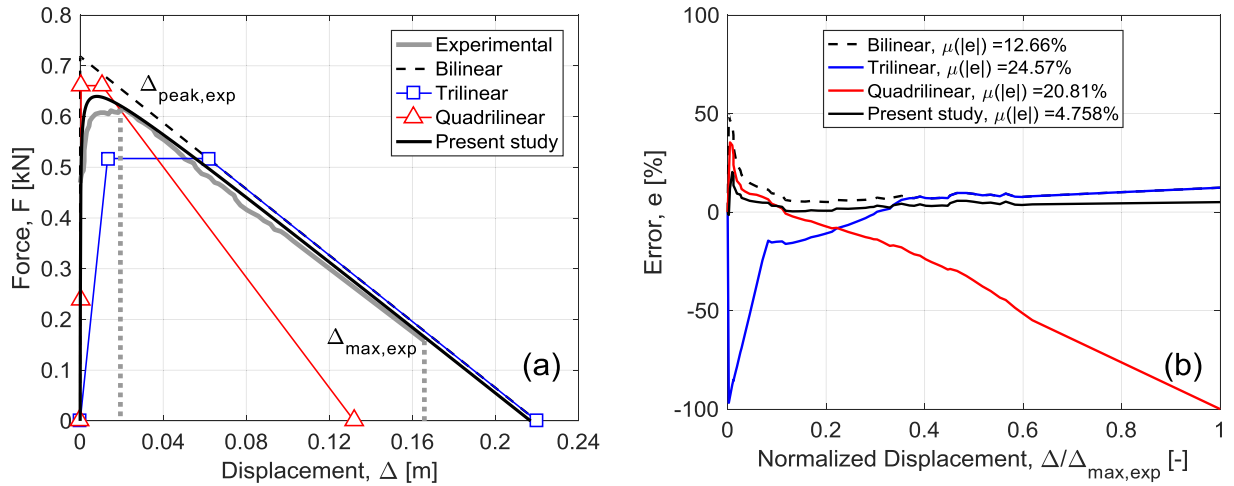 0.8
0.7
0.6
0.5
0.4
0.3
0.2
0.1
0
Force, F [kN]
0
0.04
0.08
0.12
0.16
0.2
0.24
Displacement, Δ [m]
Experimental
Bilinear
Trilinear
Quadrilinear
Present study
Δpeak,exp
Δmax,exp
(a)
100
50
0
-50
-100
Error, e [%]
0
0.2
0.4
0.6
0.8
1
Normalized Displacement, Δ/Δmax,exp [-]
Bilinear, μ(|e|) =12.66%
Trilinear, μ(|e|) =24.57%
Quadrilinear, μ(|e|) =20.81%
Present study, μ(|e|) =4.758%
(b)